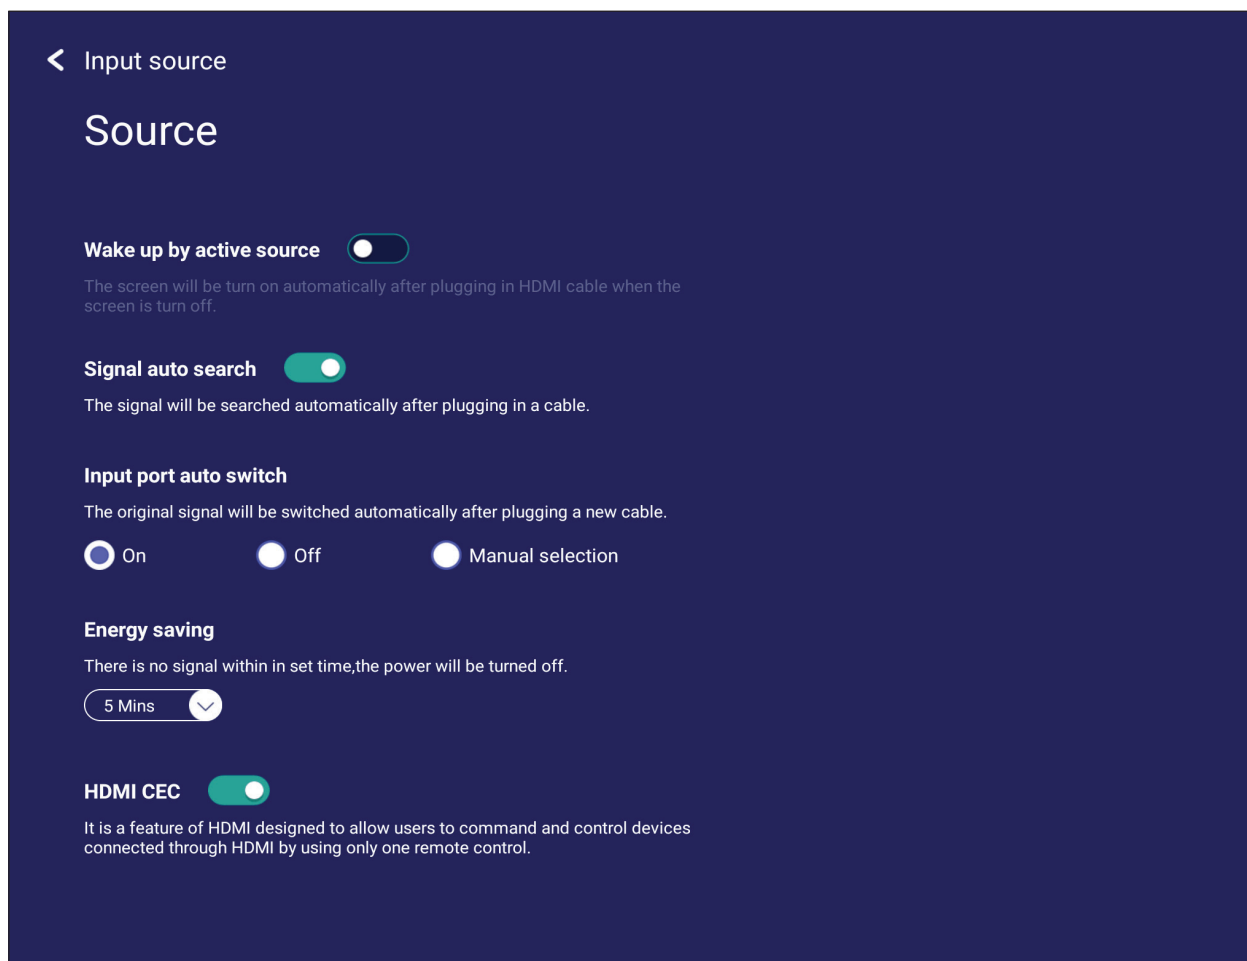 Input source
Source
Wake up by active source
The screen will be turn on automatically after plugging in HDMI cable when the
screen is turn off.
Signal auto search
The signal will be searched automatically after plugging in a cable.
Input port auto switch
The original signal will be switched automatically after plugging a new cable.
On Off Manual selection
Energy saving
There is no signal within in set time,the power will be turned off.
5 Mins
HDMI CEC
It is a feature of HDMI designed to allow users to command and control devices
connected through HDMI by using only one remote control.